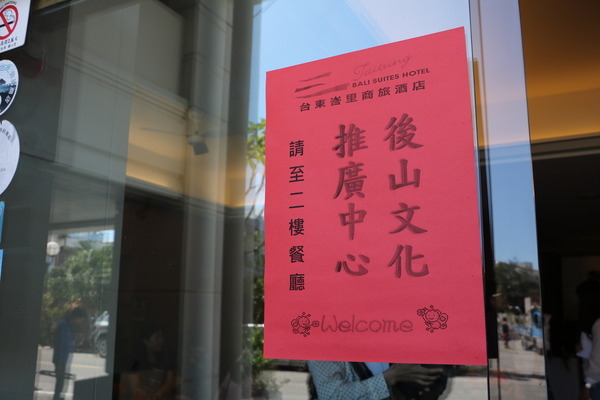 Taitung
BALI SUITES HOTEL
台東峇里商旅酒店
後山文化
推廣中心
請至二樓餐廳
Welcome